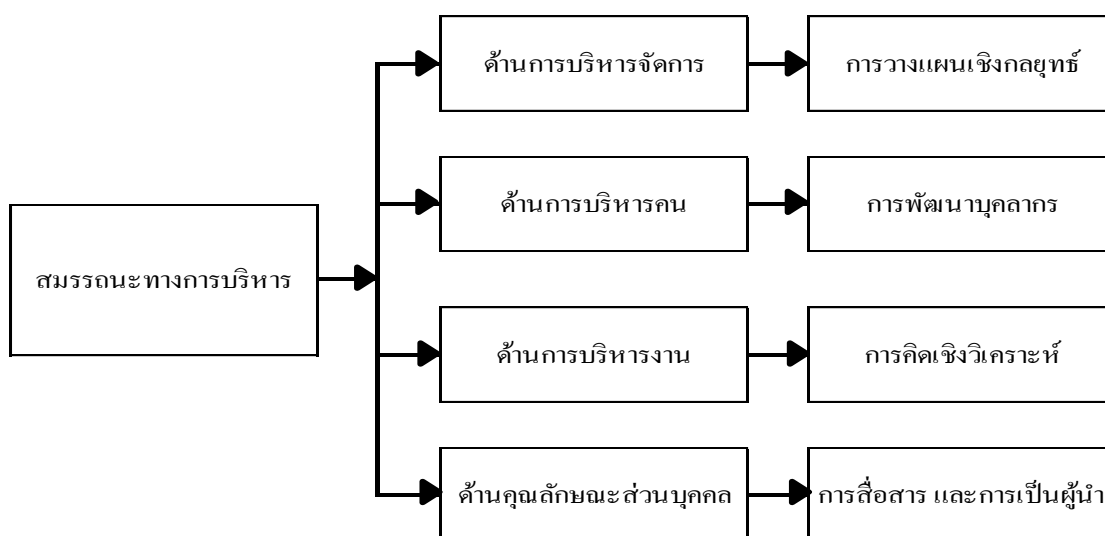 สมรรถนะทางการบริหาร
ด้านการบริหารจัดการ
การวางแผนเชิงกลยุทธ์
ด้านการบริหารคน
การพัฒนาบุคลากร
ด้านการบริหารงาน
การคิดเชิงวิเคราะห์
ด้านคุณลักษณะส่วนบุคคล
การสื่อสาร และการเป็นผู้นำ